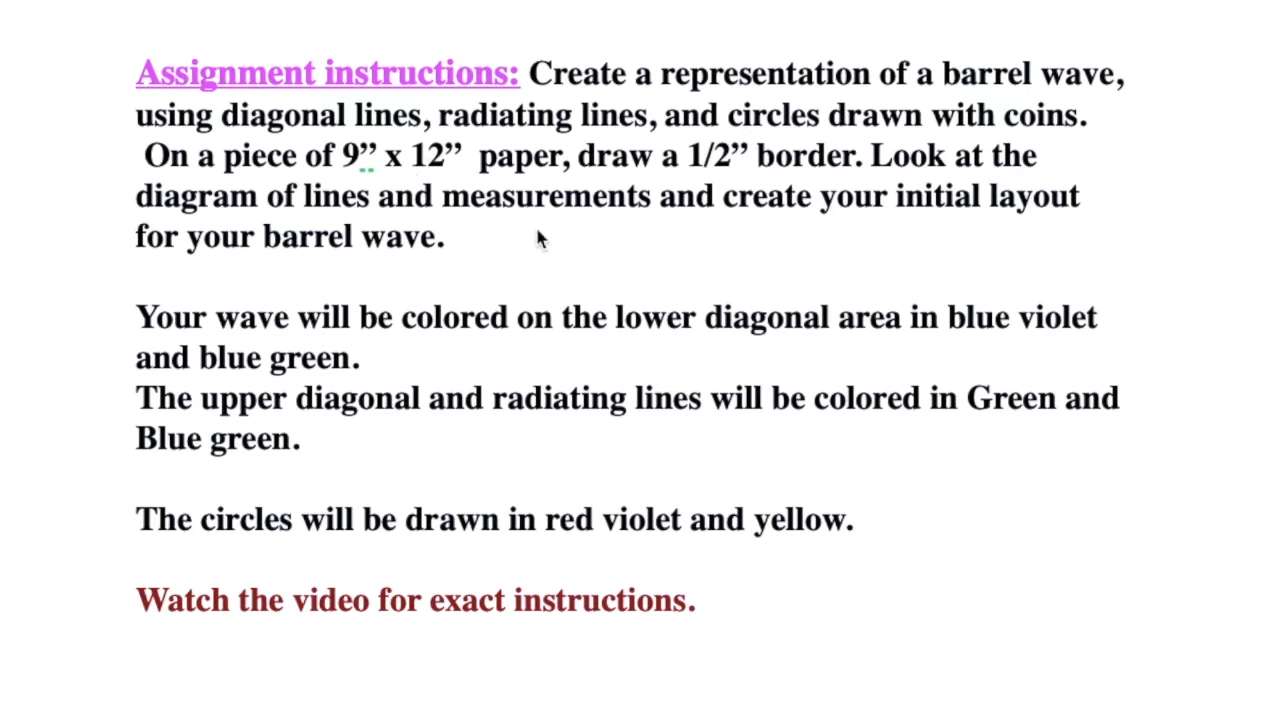 Assignment instructions: Create a representation of a barrel wave,
using diagonal lines, radiating lines, and circles drawn with coins.
On a piece of 9” x 12” paper, draw a 1/2” border. Look at the
diagram of lines and measurements and create your initial layout
for your barrel wave.
Your wave will be colored on the lower diagonal area in blue violet
and blue green.
The upper diagonal and radiating lines will be colored in Green and
Blue green.
The circles will be drawn in red violet and yellow.
Watch the video for exact instructions.